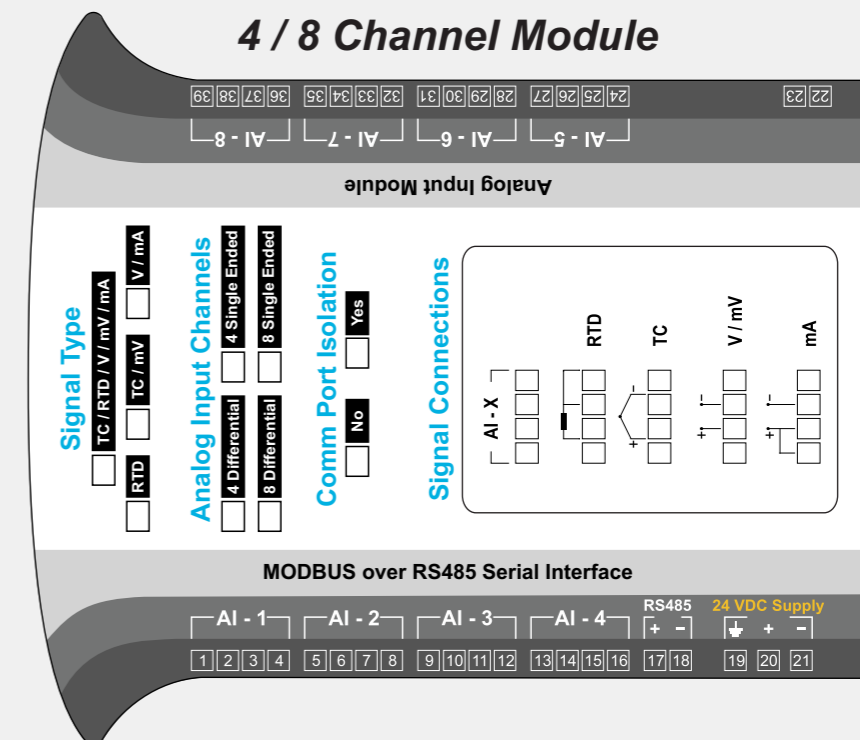 4 / 8 Channel Module
39 38 37 36 35 34 33 32 31 30 29 28 27 26 25 24 23 22
AI - 8 AI - 7 AI - 6 AI - 5
Analog Input Module
Signal Type
TC / RTD / V / mV / mA
RTD TC / mV V / mA
Analog Input Channels
4 Differential 4 Single Ended
8 Differential 8 Single Ended
Comm Port Isolation
No Yes
Signal Connections
AI - X
RTD
+ TC -
+ - V / mV
+ - mA
MODBUS over RS485 Serial Interface
AI - 1 AI - 2 AI - 3 AI - 4 RS485 24 VDC Supply
+ - + -
1 2 3 4 5 6 7 8 9 10 11 12 13 14 15 16 17 18 19 20 21